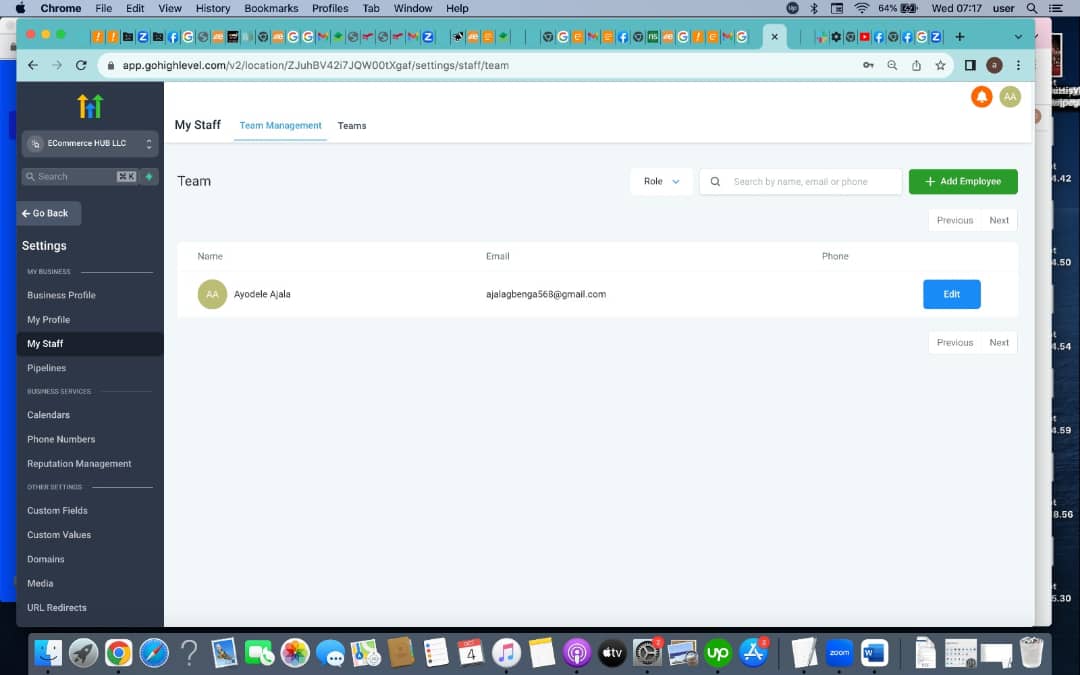 Chrome File Edit View History Bookmarks Profiles Tab Window Help 64% Wed 07:17 user
app.gohighlevel.com/v2/location/ZJuhBV42i7JQW00tXgaf/settings/staff/team
AA
My Staff Team Management Teams
ECommerce HUB LLC
Search ⌘ K
Team Role Search by name, email or phone + Add Employee
Go Back
Previous Next
Settings
Name Email Phone
MY BUSINESS
Business Profile
AA Ayodele Ajala ajalagbenga568@gmail.com Edit
My Profile
My Staff
Previous Next
Pipelines
BUSINESS SERVICES
Calendars
Phone Numbers
Reputation Management
OTHER SETTINGS
Custom Fields
Custom Values
Domains
Media
URL Redirects
4.42
4.50
4.54
4.59
8.56
5.30
OCT
4
tv
up
zoom
W